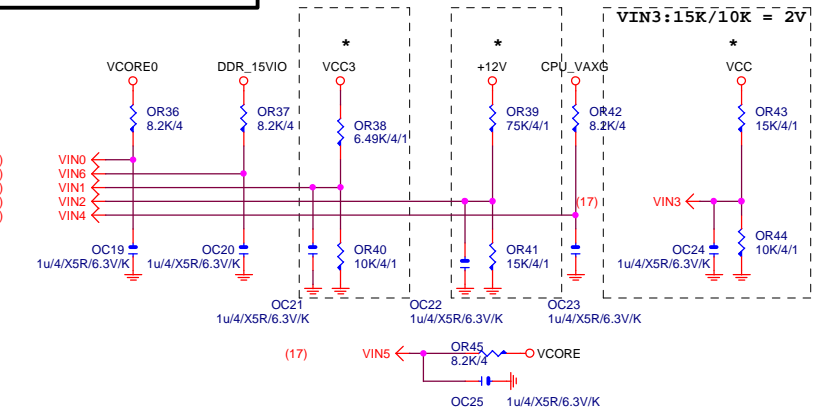 VIN3:15K/10K = 2V
*
*
*
VCORE0
DDR_15VIO
VCC3
+12V
CPU_VAXG
VCC
OR36
8.2K/4
OR37
8.2K/4
OR38
6.49K/4/1
OR39
75K/4/1
OR42
8.2K/4
OR43
15K/4/1
VIN0
VIN6
VIN1
VIN2
VIN4
(17)
VIN3
OC19
1u/4/X5R/6.3V/K
OC20
1u/4/X5R/6.3V/K
OR40
10K/4/1
OR41
15K/4/1
OC24
1u/4/X5R/6.3V/K
OR44
10K/4/1
OC21
1u/4/X5R/6.3V/K
OC22
1u/4/X5R/6.3V/K
OC23
1u/4/X5R/6.3V/K
(17)
VIN5
OR45
8.2K/4
VCORE
OC25
1u/4/X5R/6.3V/K